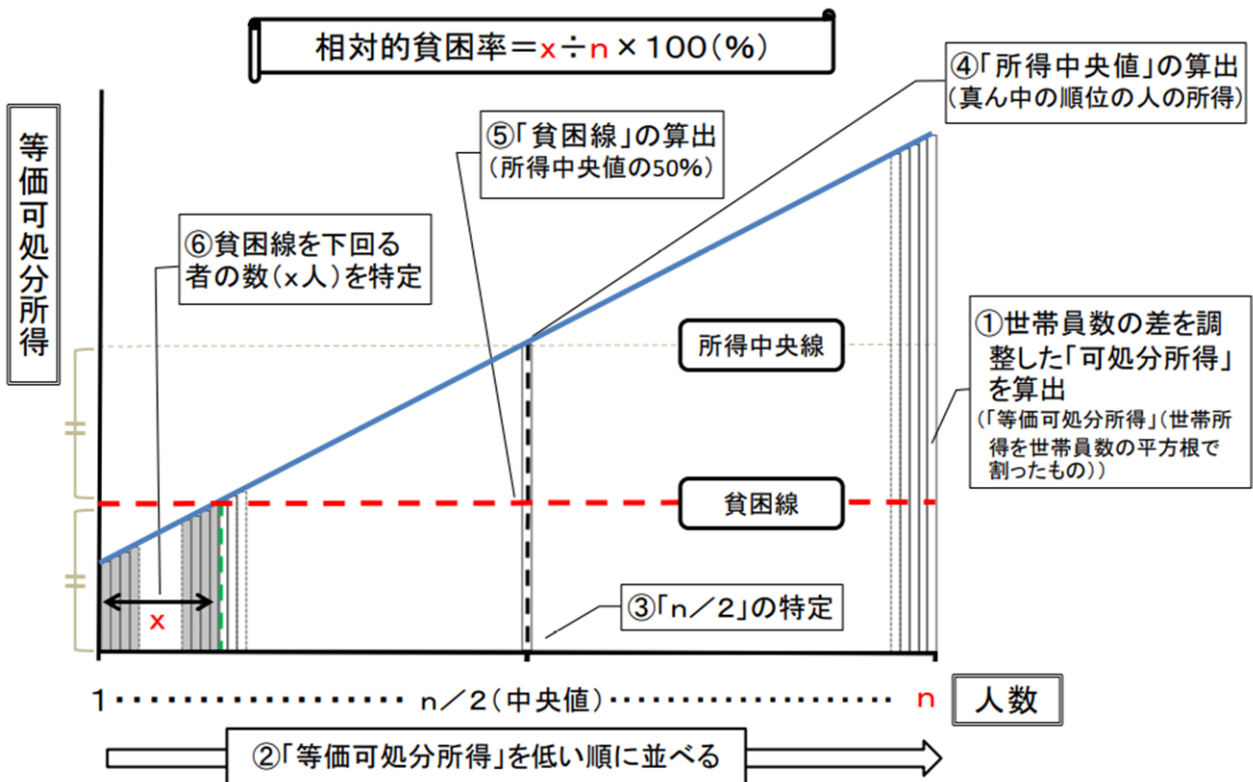 相対的貧困率＝x÷n×100(%)
④「所得中央値」の算出
(真ん中の順位の人の所得)
等価可処分所得
⑤「貧困線」の算出
(所得中央値の50%)
⑥貧困線を下回る
者の数(x人)を特定
①世帯員数の差を調
整した「可処分所得」
を算出
(「等価可処分所得」(世帯所
得を世帯員数の平方根で
割ったもの))
所得中央線
貧困線
x
③「n／2」の特定
1・・・・・・・・・・・・・・・・・・n／2(中央値)・・・・・・・・・・・・・・・・・・n
人数
②「等価可処分所得」を低い順に並べる